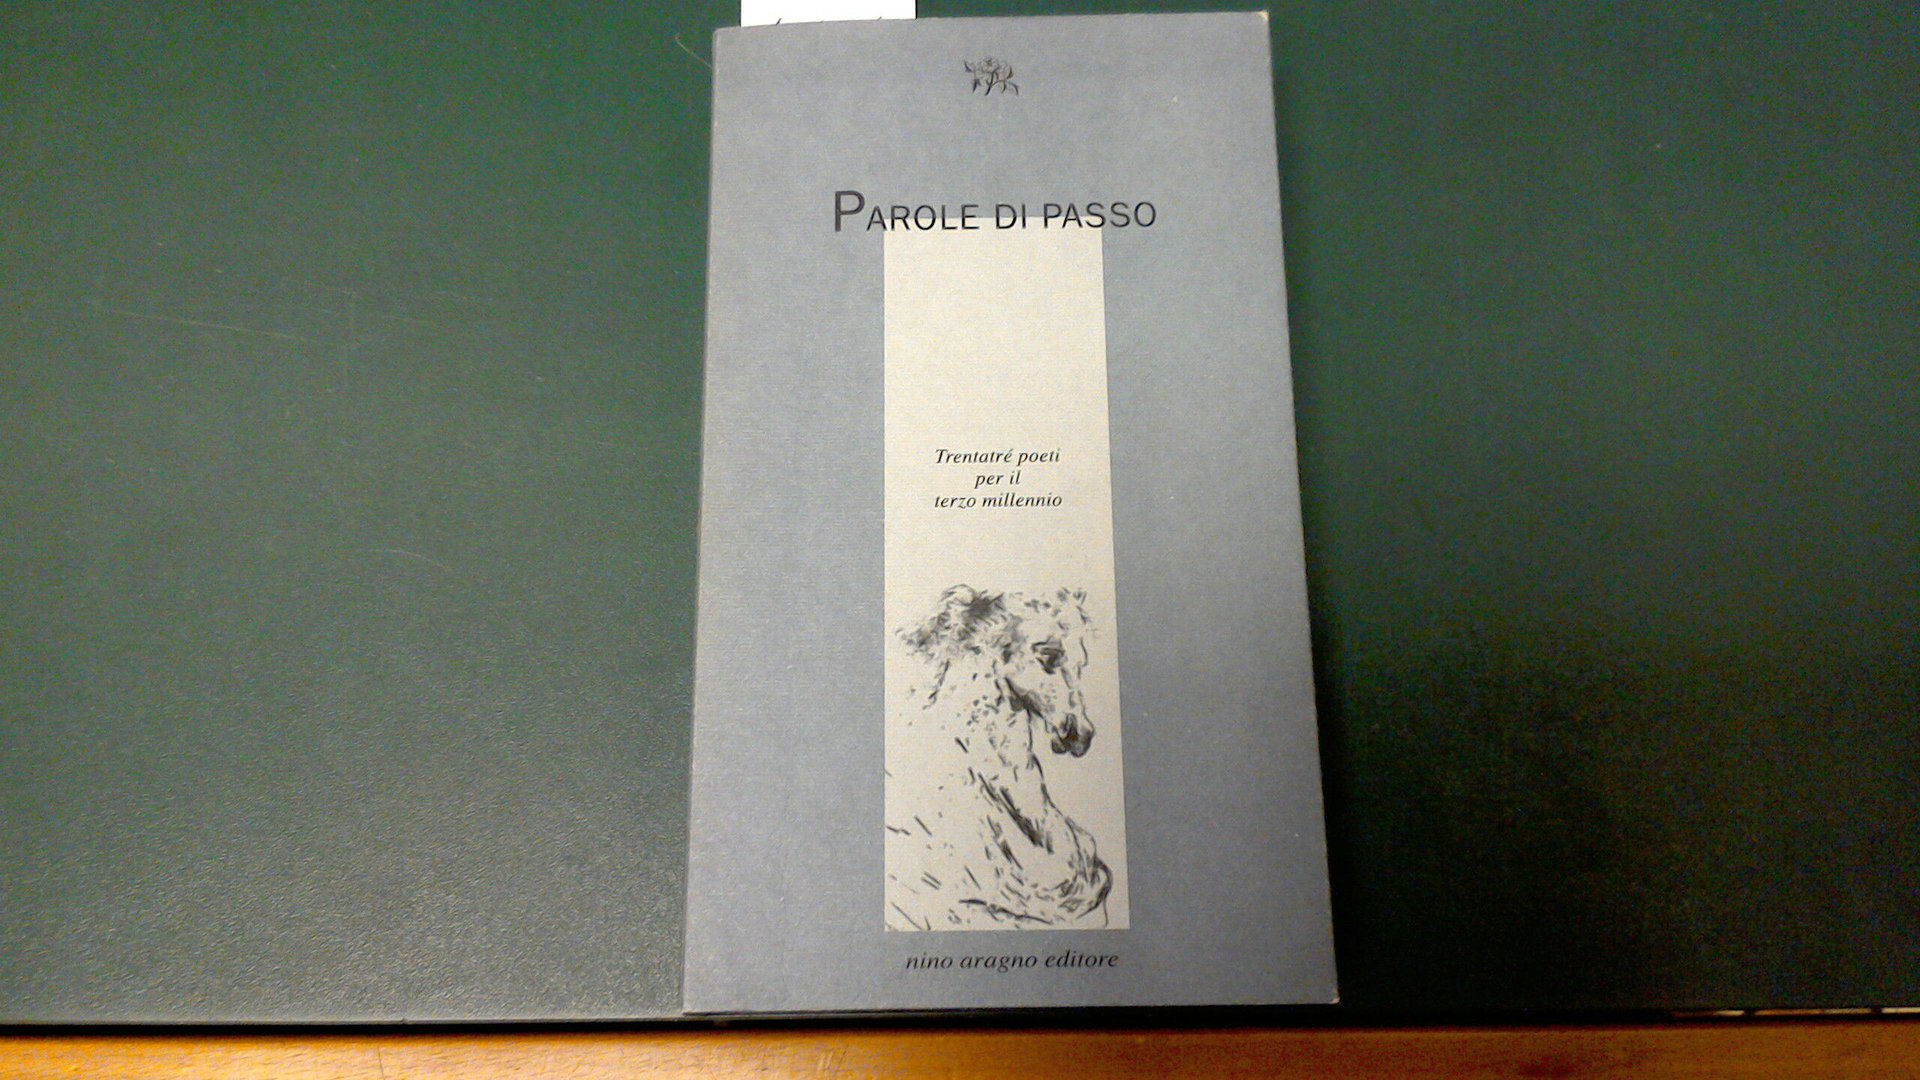 PAROLE DI PASSO
Trentatré poeti
per il
terzo millennio
nino aragno editore